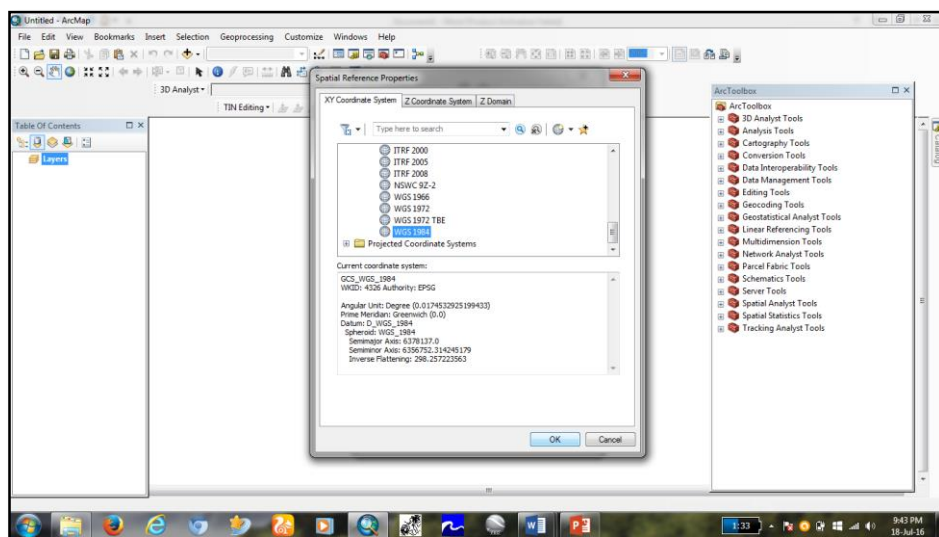 Untitled - ArcMap
File Edit View Bookmarks Insert Selection Geoprocessing Customize Windows Help
3D Analyst
TIN Editing
Table Of Contents
Layers
Spatial Reference Properties
XY Coordinate System Z Coordinate System Z Domain
Type here to search
ITRF 2000
ITRF 2005
ITRF 2008
NSWC 9Z-2
WGS 1966
WGS 1972
WGS 1972 TBE
WGS 1984
Projected Coordinate Systems
Current coordinate system:
GCS_WGS_1984
WKID: 4326 Authority: EPSG
Angular Unit: Degree (0.0174532925199433)
Prime Meridian: Greenwich (0.0)
Datum: D_WGS_1984
Spheroid: WGS_1984
Semimajor Axis: 6378137.0
Semiminor Axis: 6356752.314245179
Inverse Flattening: 298.257223563
OK Cancel
ArcToolbox
ArcToolbox
3D Analyst Tools
Analysis Tools
Cartography Tools
Conversion Tools
Data Interoperability Tools
Data Management Tools
Editing Tools
Geocoding Tools
Geostatistical Analyst Tools
Linear Referencing Tools
Multidimension Tools
Network Analyst Tools
Parcel Fabric Tools
Schematics Tools
Server Tools
Spatial Analyst Tools
Spatial Statistics Tools
Tracking Analyst Tools
Catalog
1:33
9:43 PM
18-Jul-16